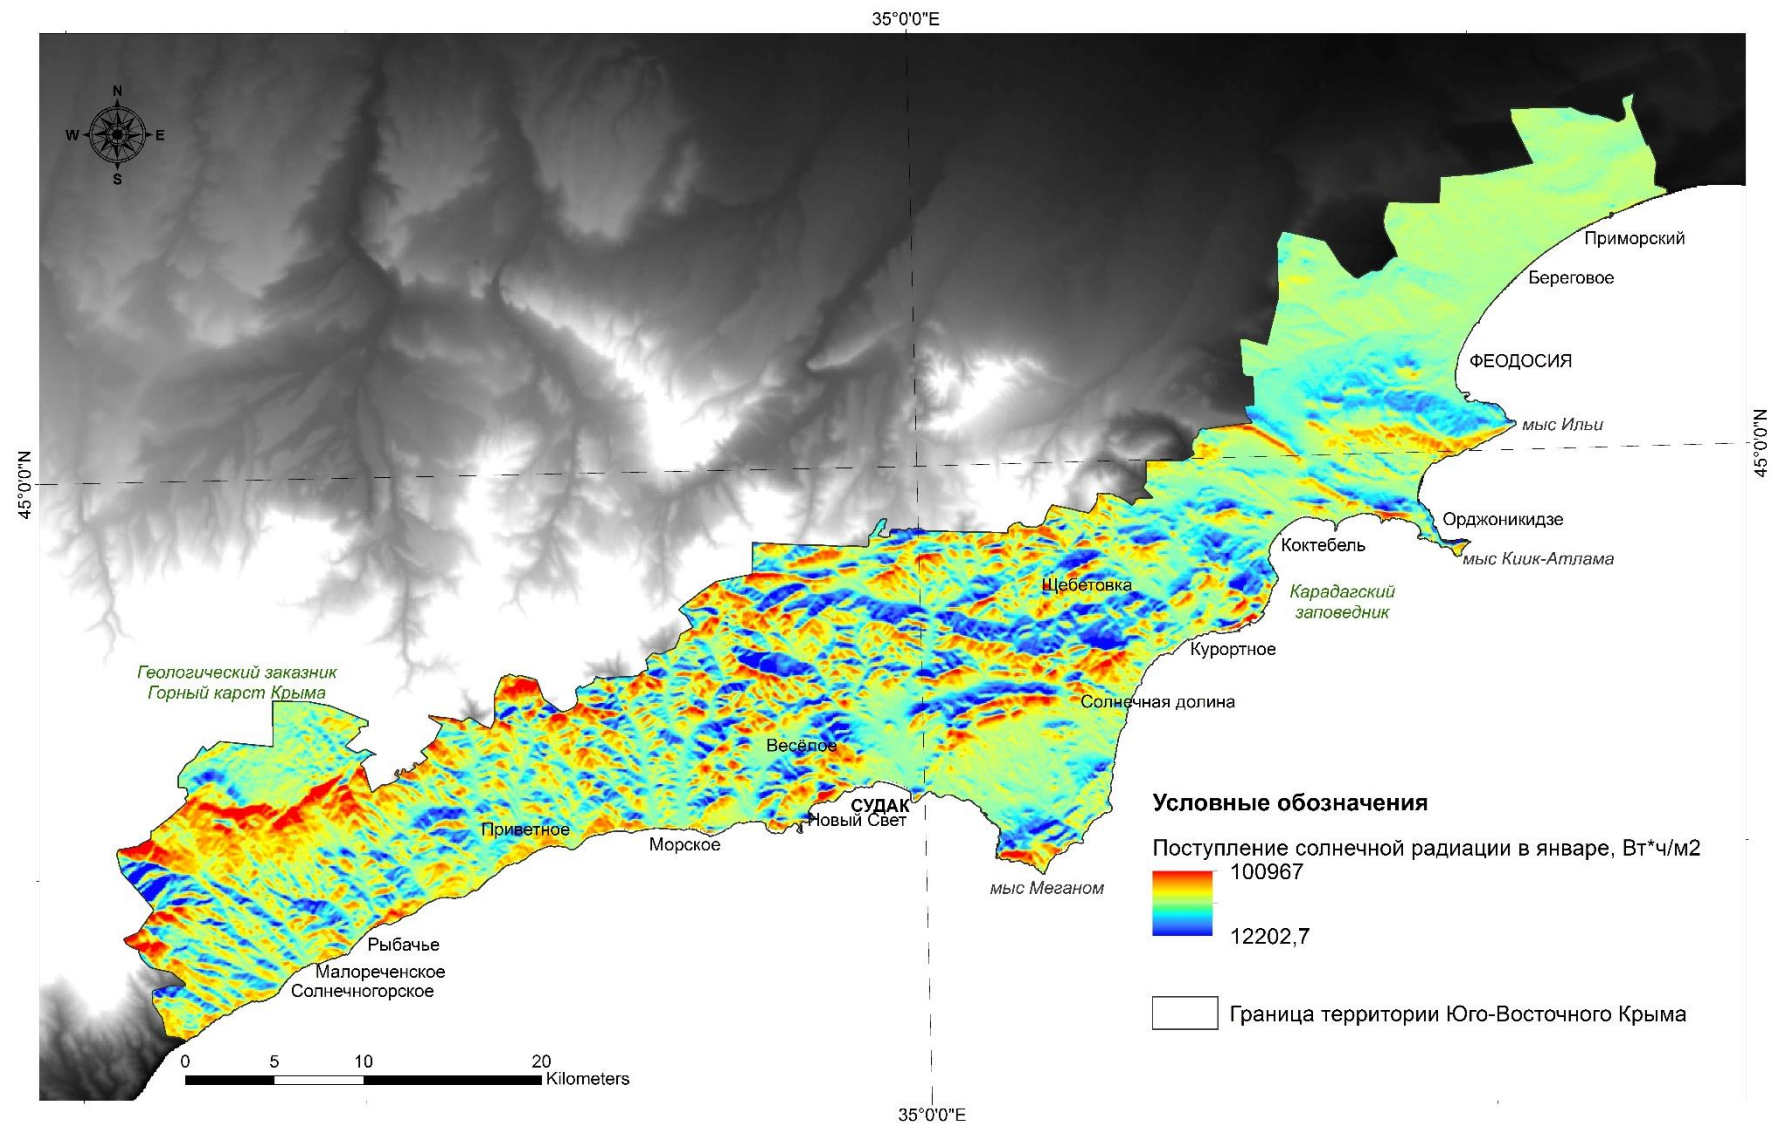 35°0'0"E
N
W
E
S
Приморский
Береговое
ФЕОДОСИЯ
мыс Ильи
45°0'0"N
45°0'0"N
Орджоникидзе
Коктебель
мыс Киик-Атлама
Щебетовка
Карадагский
заповедник
Курортное
Геологический заказник
Горный карст Крыма
Солнечная долина
Весёлое
СУДАК
Новый Свет
Приветное
Морское
мыс Меганом
Рыбачье
Малореченское
Солнечногорское
Условные обозначения
Поступление солнечной радиации в январе, Вт*ч/м2
100967
12202,7
Граница территории Юго-Восточного Крыма
0 5 10 20
Kilometers
35°0'0"E